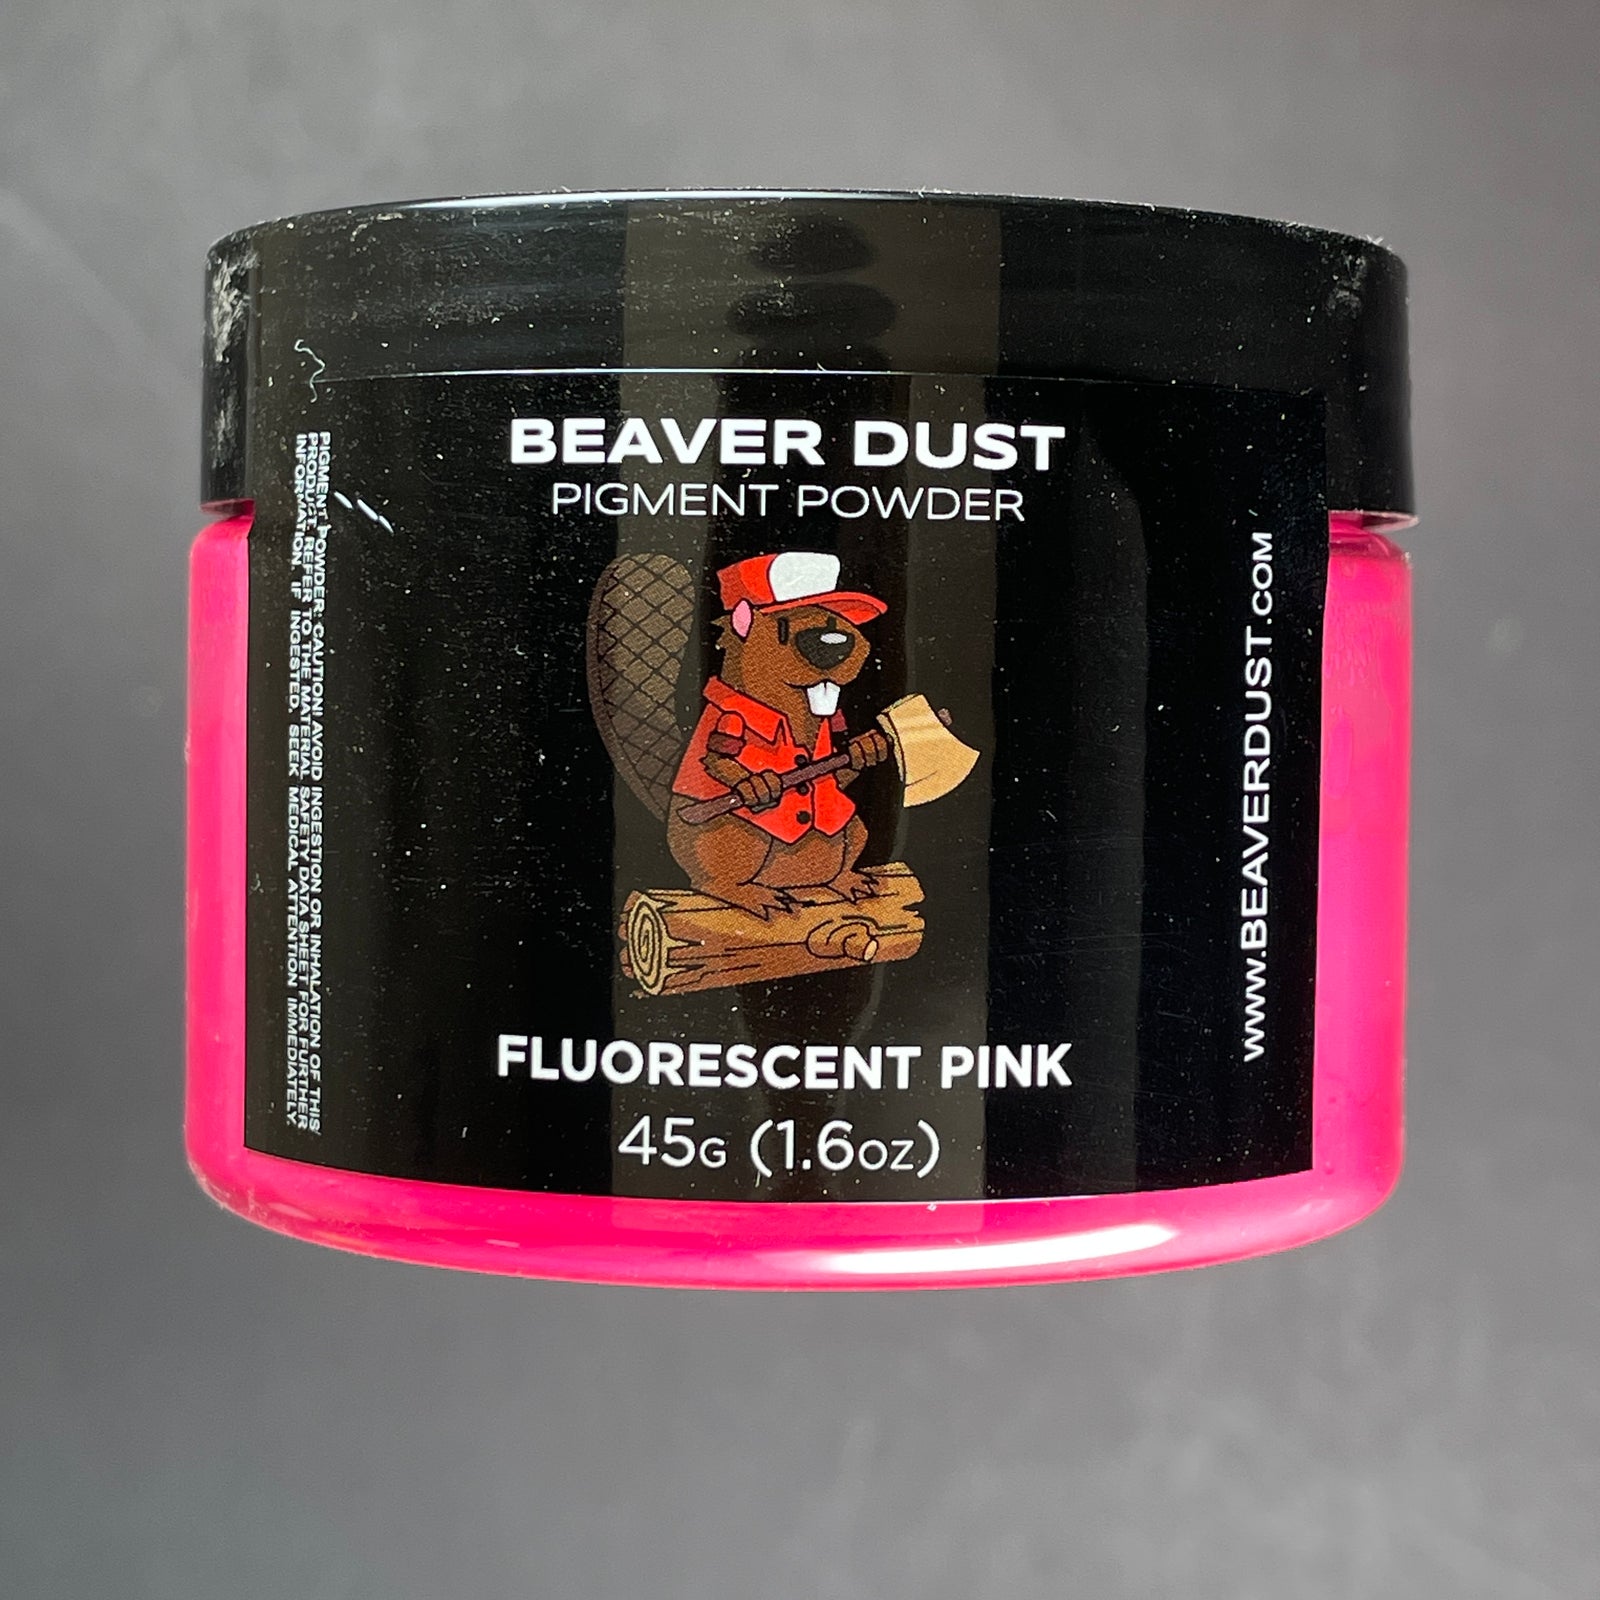 BEAVER DUST
PIGMENT POWDER
FLUORESCENT PINK
45G (1.6OZ)
PIGMENT POWDER: CAUTION! AVOID INGESTION OR INHALATION OF THIS
PRODUCT. REFER TO THE MATERIAL SAFETY DATA SHEET FOR FURTHER
INFORMATION. IF INGESTED, SEEK MEDICAL ATTENTION IMMEDIATELY.
WWW.BEAVERDUST.COM